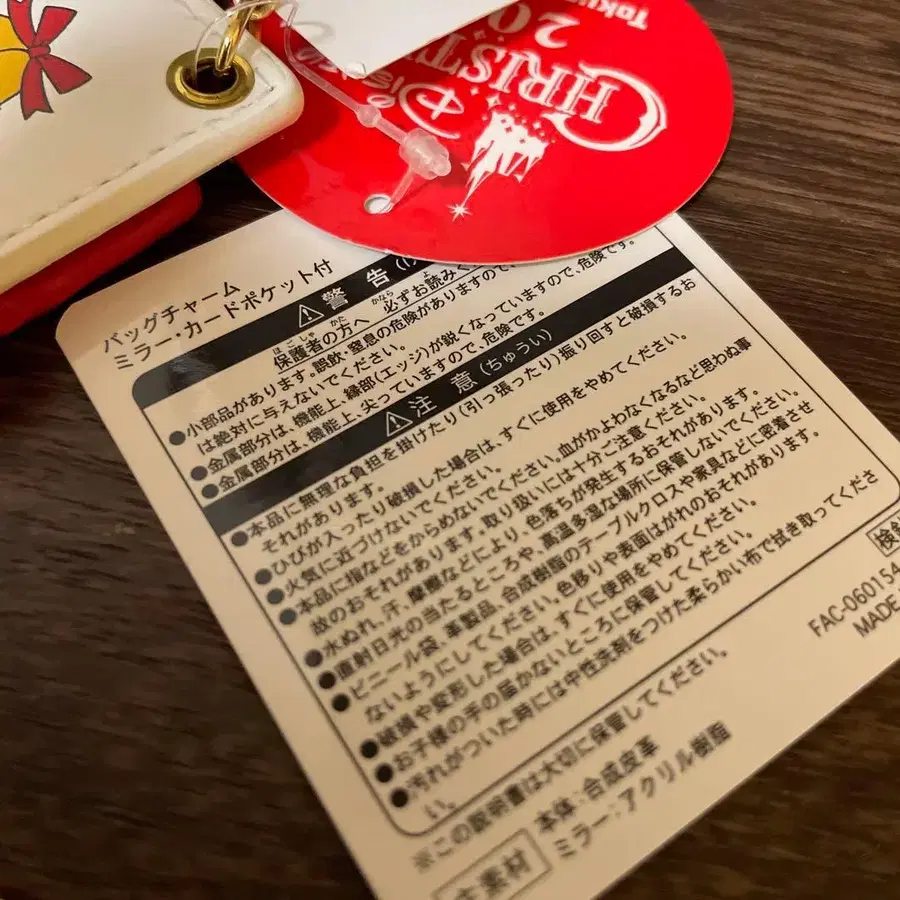 Disney
CHRISTM
20
Toky
バッグチャーム
ミラー・カードポケット付
⚠警 告
ほごしゃ かた かなら よ
保護者の方へ 必ずお読みく
●小部品があります。誤飲・窒息の危険がありますので
は絶対に与えないでください。
●金属部分は、機能上、縁部(エッジ)が鋭くなっていますので、危険です。
●金属部分は、機能上、尖っていますので、危険です。
⚠注 意(ちゅうい)
●本品に無理な負担を掛けたり(引っ張ったり)振り回すと破損するお
それがあります。
●ひびが入ったり破損した場合は、すぐに使用をやめてください。
●火気に近づけないでください。
●本品に指などをからめないでください。血がかよわなくなるなど思わぬ事
故のおそれがあります。取り扱いには十分ご注意ください。
●水ぬれ、汗、摩擦などにより、色落ちが発生するおそれがあります。
●直射日光の当たるところや、高温多湿な場所に保管しないでください。
●ビニール袋、革製品、合成樹脂のテーブルクロスや家具などに密着させ
ないようにしてください。色移りや表面はがれのおそれがあります。
●破損や変形した場合は、すぐに使用をやめてください。
●お子様の手の届かないところに保管してください。
●汚れがついた時には中性洗剤をつけた柔らかい布で拭き取ってくださ
い。
※この説明書は大切に保管してください。
主素材
本体:合成皮革
ミラー:アクリル樹脂
検針
FAC-060154
MADE